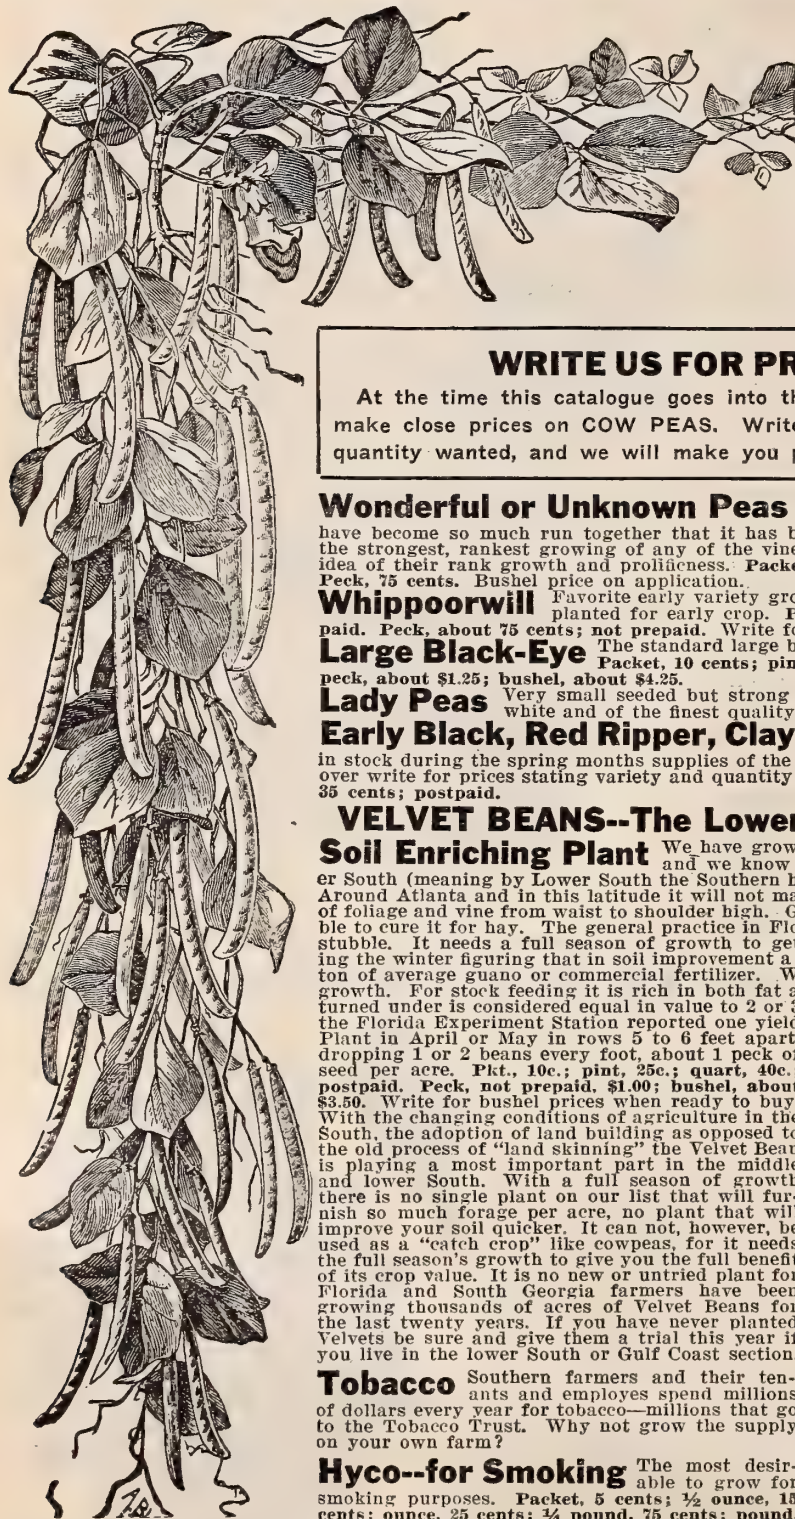 WRITE US FOR PR
At the time this catalogue goes into th
make close prices on COW PEAS. Write
quantity wanted, and we will make you p
Wonderful or Unknown Peas
have become so much run together that it has b
the strongest, rankest growing of any of the vine
idea of their rank growth and prolificness. Packe
Peck, 75 cents. Bushel price on application.
Whippoorwill Favorite early variety gro
planted for early crop. P
paid. Peck, about 75 cents; not prepaid. Write fo
Large Black-Eye The standard large b
Packet, 10 cents; pin
peck, about $1.25; bushel, about $4.25.
Lady Peas Very small seeded but strong
white and of the finest quality
Early Black, Red Ripper, Clay
in stock during the spring months supplies of the
over write for prices stating variety and quantity
35 cents; postpaid.
VELVET BEANS--The Lower
Soil Enriching Plant We have grow
and we know
er South (meaning by Lower South the Southern h
Around Atlanta and in this latitude it will not ma
of foliage and vine from waist to shoulder high. G
ble to cure it for hay. The general practice in Flo
stubble. It needs a full season of growth to get
ing the winter figuring that in soil improvement a
ton of average guano or commercial fertilizer. W
growth. For stock feeding it is rich in both fat a
turned under is considered equal in value to 2 or 3
the Florida Experiment Station reported one yield
Plant in April or May in rows 5 to 6 feet apart
dropping 1 or 2 beans every foot, about 1 peck of
seed per acre. Pkt., 10c.; pint, 25c.; quart, 40c.
postpaid. Peck, not prepaid, $1.00; bushel, about
$3.50. Write for bushel prices when ready to buy
With the changing conditions of agriculture in the
South, the adoption of land building as opposed to
the old process of "land skinning" the Velvet Bean
is playing a most important part in the middle
and lower South. With a full season of growth
there is no single plant on our list that will fur-
nish so much forage per acre, no plant that will
improve your soil quicker. It can not, however, be
used as a "catch crop" like cowpeas, for it needs
the full season's growth to give you the full benefit
of its crop value. It is no new or untried plant for
Florida and South Georgia farmers have been
growing thousands of acres of Velvet Beans for
the last twenty years. If you have never planted
Velvets be sure and give them a trial this year if
you live in the lower South or Gulf Coast section
Tobacco Southern farmers and their ten-
ants and employes spend millions
of dollars every year for tobacco—millions that go
to the Tobacco Trust. Why not grow the supply
on your own farm?
Hyco--for Smoking The most desir-
able to grow for
smoking purposes. Packet, 5 cents; ½ ounce, 15
cents; ounce, 25 cents; ¼ pound, 75 cents; pound,